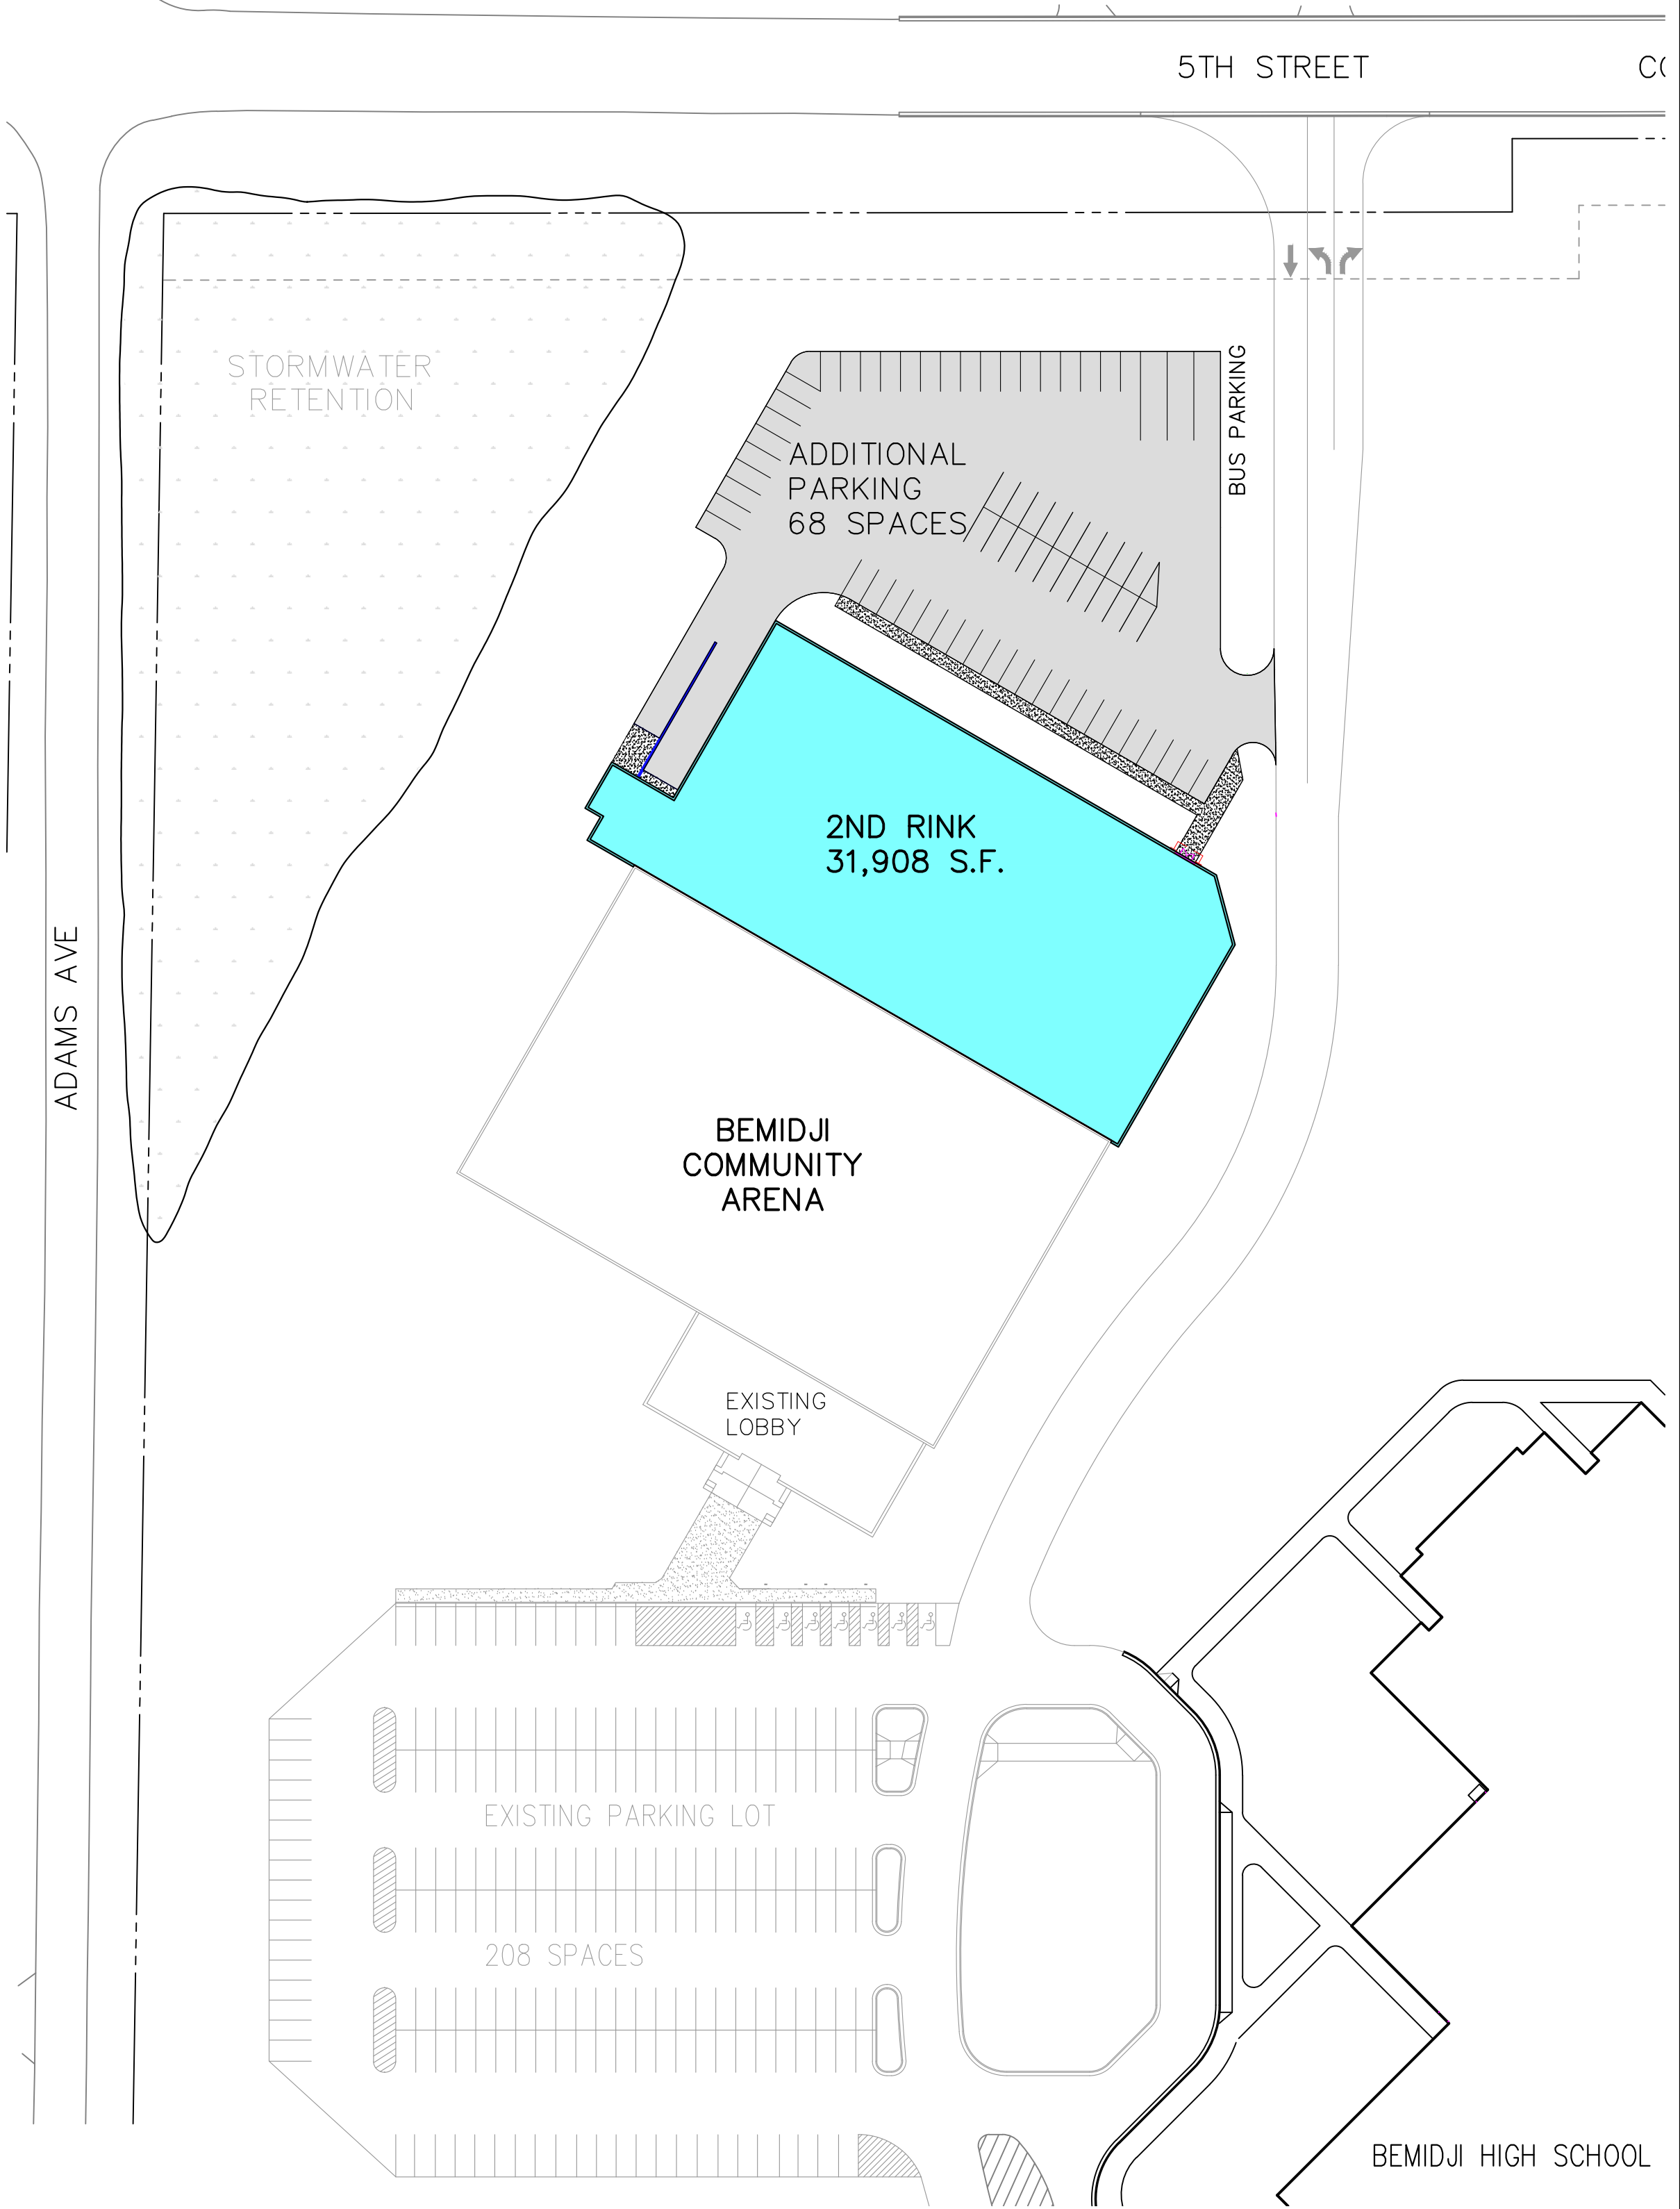 5TH STREET
STORMWATER
RETENTION
BUS PARKING
ADDITIONAL
PARKING
68 SPACES
2ND RINK
31,908 S.F.
ADAMS AVE
BEMIDJI
COMMUNITY
ARENA
EXISTING
LOBBY
EXISTING PARKING LOT
208 SPACES
BEMIDJI HIGH SCHOOL